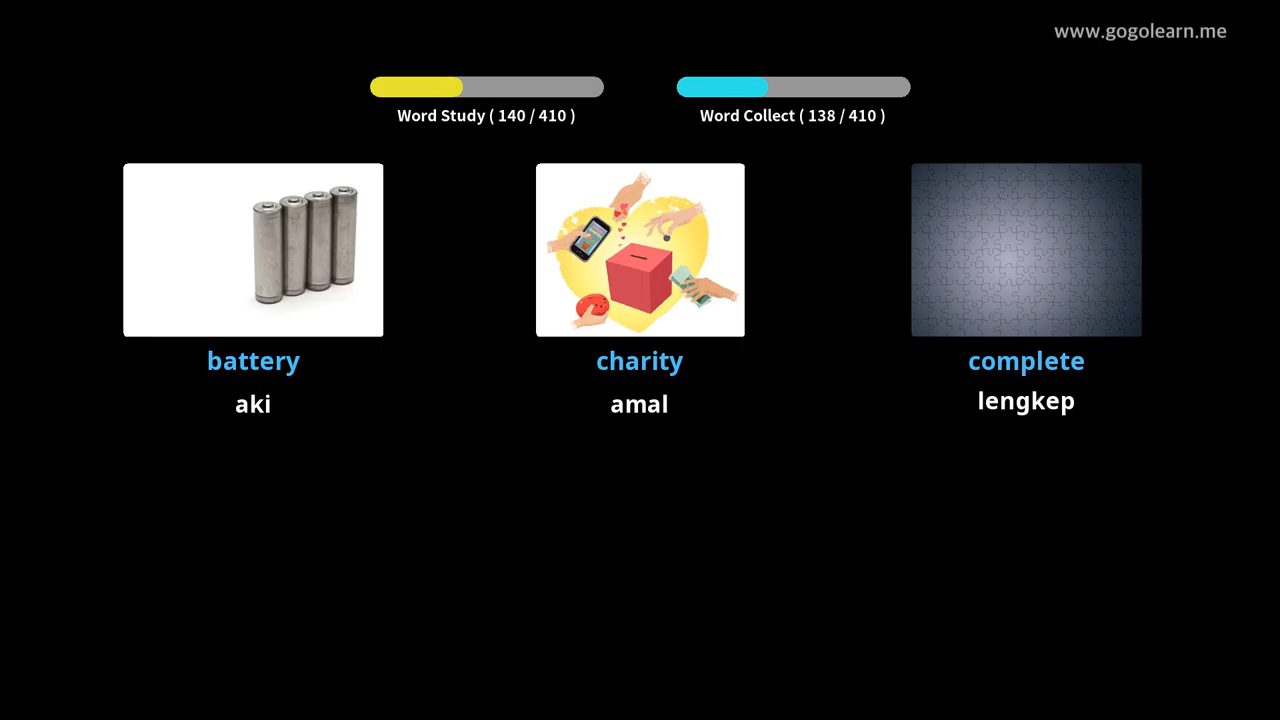 www.gogolearn.me
Word Study ( 140 / 410 )
Word Collect ( 138 / 410 )
battery
charity
complete
aki
amal
lengkep